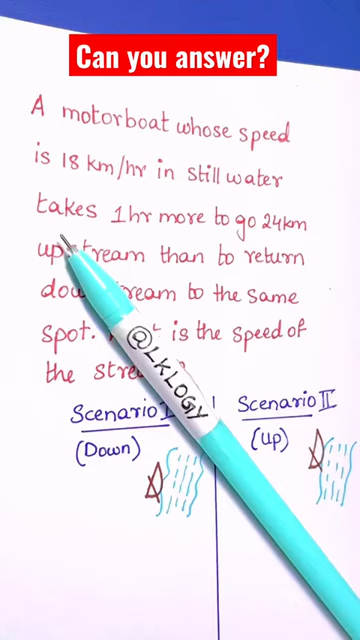 Can you answer?
A motorboat whose speed
is 18 km/hr in still water
takes 1hr more to go 24km
upstream than to return
downstream to the same
spot. is the speed of
the
@LKLOGY
Scenario I Scenario II
(Down) (Up)